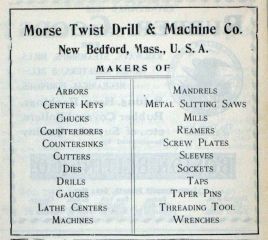 Morse Twist Drill & Machine Co.
New Bedford, Mass., U. S. A.
MAKERS OF
Arbors
Center Keys
Chucks
Counterbores
Countersinks
Cutters
Dies
Drills
Gauges
Lathe Centers
Machines
Mandrels
Metal Slitting Saws
Mills
Reamers
Screw Plates
Sleeves
Sockets
Taps
Taper Pins
Threading Tool
Wrenches